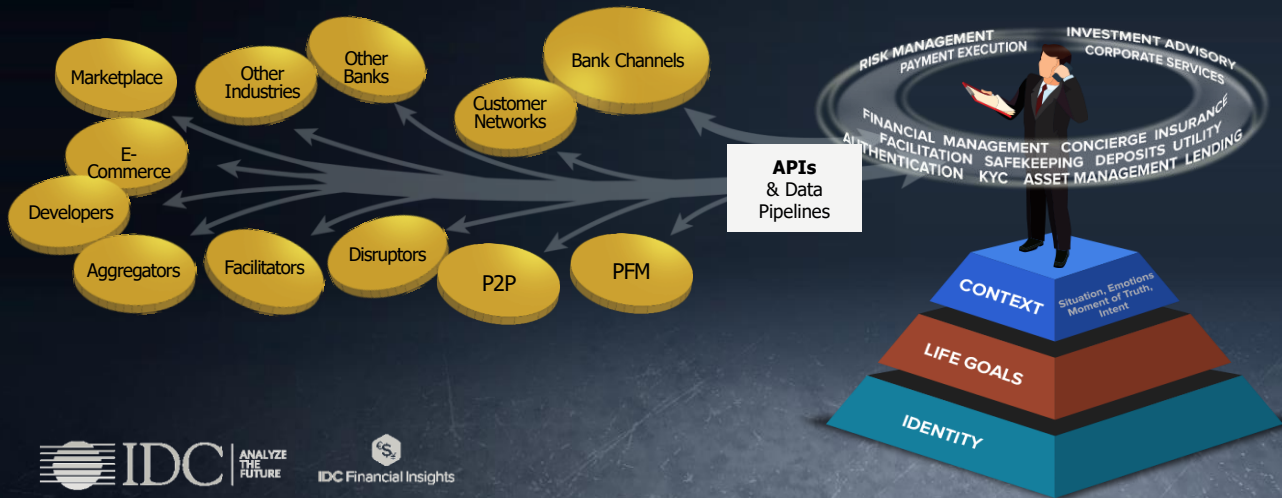 Marketplace
Other
Industries
Other
Banks
Bank Channels
Customer
Networks
E-
Commerce
Developers
Aggregators
Facilitators
Disruptors
P2P
PFM
APIs
& Data
Pipelines
RISK MANAGEMENT
PAYMENT EXECUTION
INVESTMENT ADVISORY
CORPORATE SERVICES
FINANCIAL MANAGEMENT CONCIERGE INSURANCE
FACILITATION SAFEKEEPING DEPOSITS UTILITY
AUTHENTICATION KYC ASSET MANAGEMENT LENDING
CONTEXT
Situation, Emotions
Moment of Truth,
Intent
LIFE GOALS
IDENTITY
IDC
ANALYZE
THE
FUTURE
IDC Financial Insights